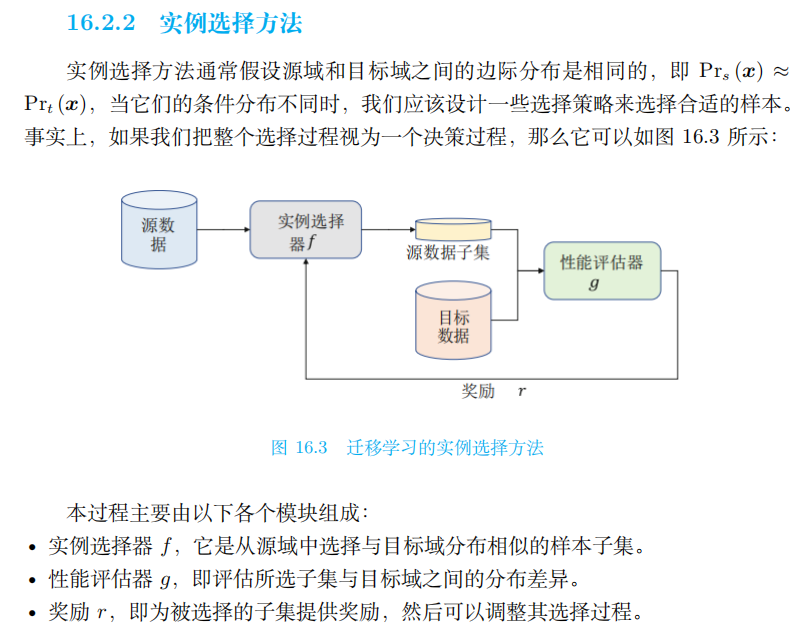 16.2.2 实例选择方法
实例选择方法通常假设源域和目标域之间的边际分布是相同的，即 Prₛ (x) ≈
Prₜ (x)，当它们的条件分布不同时，我们应该设计一些选择策略来选择合适的样本。
事实上，如果我们把整个选择过程视为一个决策过程，那么它可以如图 16.3 所示：
源数
据
实例选择
器f
源数据子集
目标
数据
性能评估器
g
奖励 r
图 16.3 迁移学习的实例选择方法
本过程主要由以下各个模块组成：
• 实例选择器 f，它是从源域中选择与目标域分布相似的样本子集。
• 性能评估器 g，即评估所选子集与目标域之间的分布差异。
• 奖励 r，即为被选择的子集提供奖励，然后可以调整其选择过程。